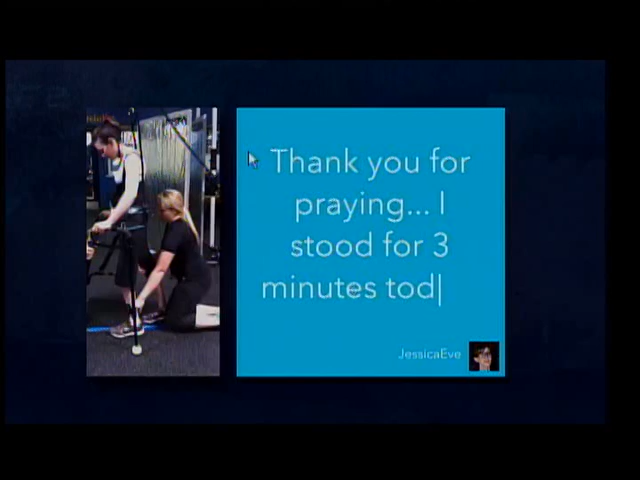 Thank you for
praying... I
stood for 3
minutes tod
JessicaEve